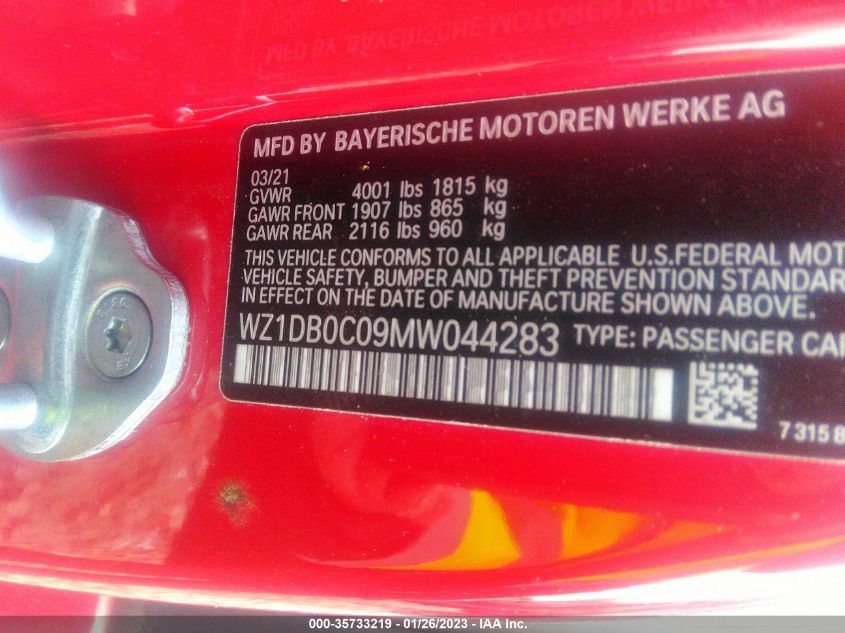 MFD BY BAYERISCHE MOTOREN WERKE AG
03/21
GVWR 4001 lbs 1815 kg
GAWR FRONT 1907 lbs 865 kg
GAWR REAR 2116 lbs 960 kg
THIS VEHICLE CONFORMS TO ALL APPLICABLE U.S.FEDERAL MOT
VEHICLE SAFETY, BUMPER AND THEFT PREVENTION STANDAR
IN EFFECT ON THE DATE OF MANUFACTURE SHOWN ABOVE.
WZ1DB0C09MW044283 TYPE: PASSENGER CAR
7 315 8
000-35733219 - 01/26/2023 - IAA Inc.